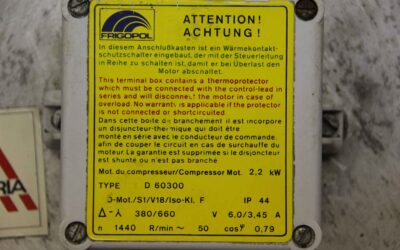 FRIGOPOL
ATTENTION!
ACHTUNG!
In diesem Anschlußkasten ist ein Wärmekontakt-
schutzschalter eingebaut, der mit der Steuerleitung
in Reihe zu schalten ist, damit er bei Überlast den
Motor abschaltet.
This terminal box contains a thermoprotector
which must be connected with the control-lead in
series and will disconnect the motor in case of
overload. No warranty is applicable if the protector
is not connected or shortcircuited.
Dans cette boîte du branchement il est incorporé
un disjoncteur-thermique qui doit être
monté en série avec le conducteur de commande.
afin de couper le circuit en cas de surchauffe du
moteur. La garantie est supprimée si le disjoncteur
est shunté ou n'est pas branché
Mot. du compresseur/Compressor Mot. 2,2 kW
TYPE D 60300
D-Mot./S1/V18/Iso-Kl. F IP 44
△-⅄ 380/660 V 6,0/3,45 A
n 1440 R/min ~ 50 cos φ 0,79
RIA